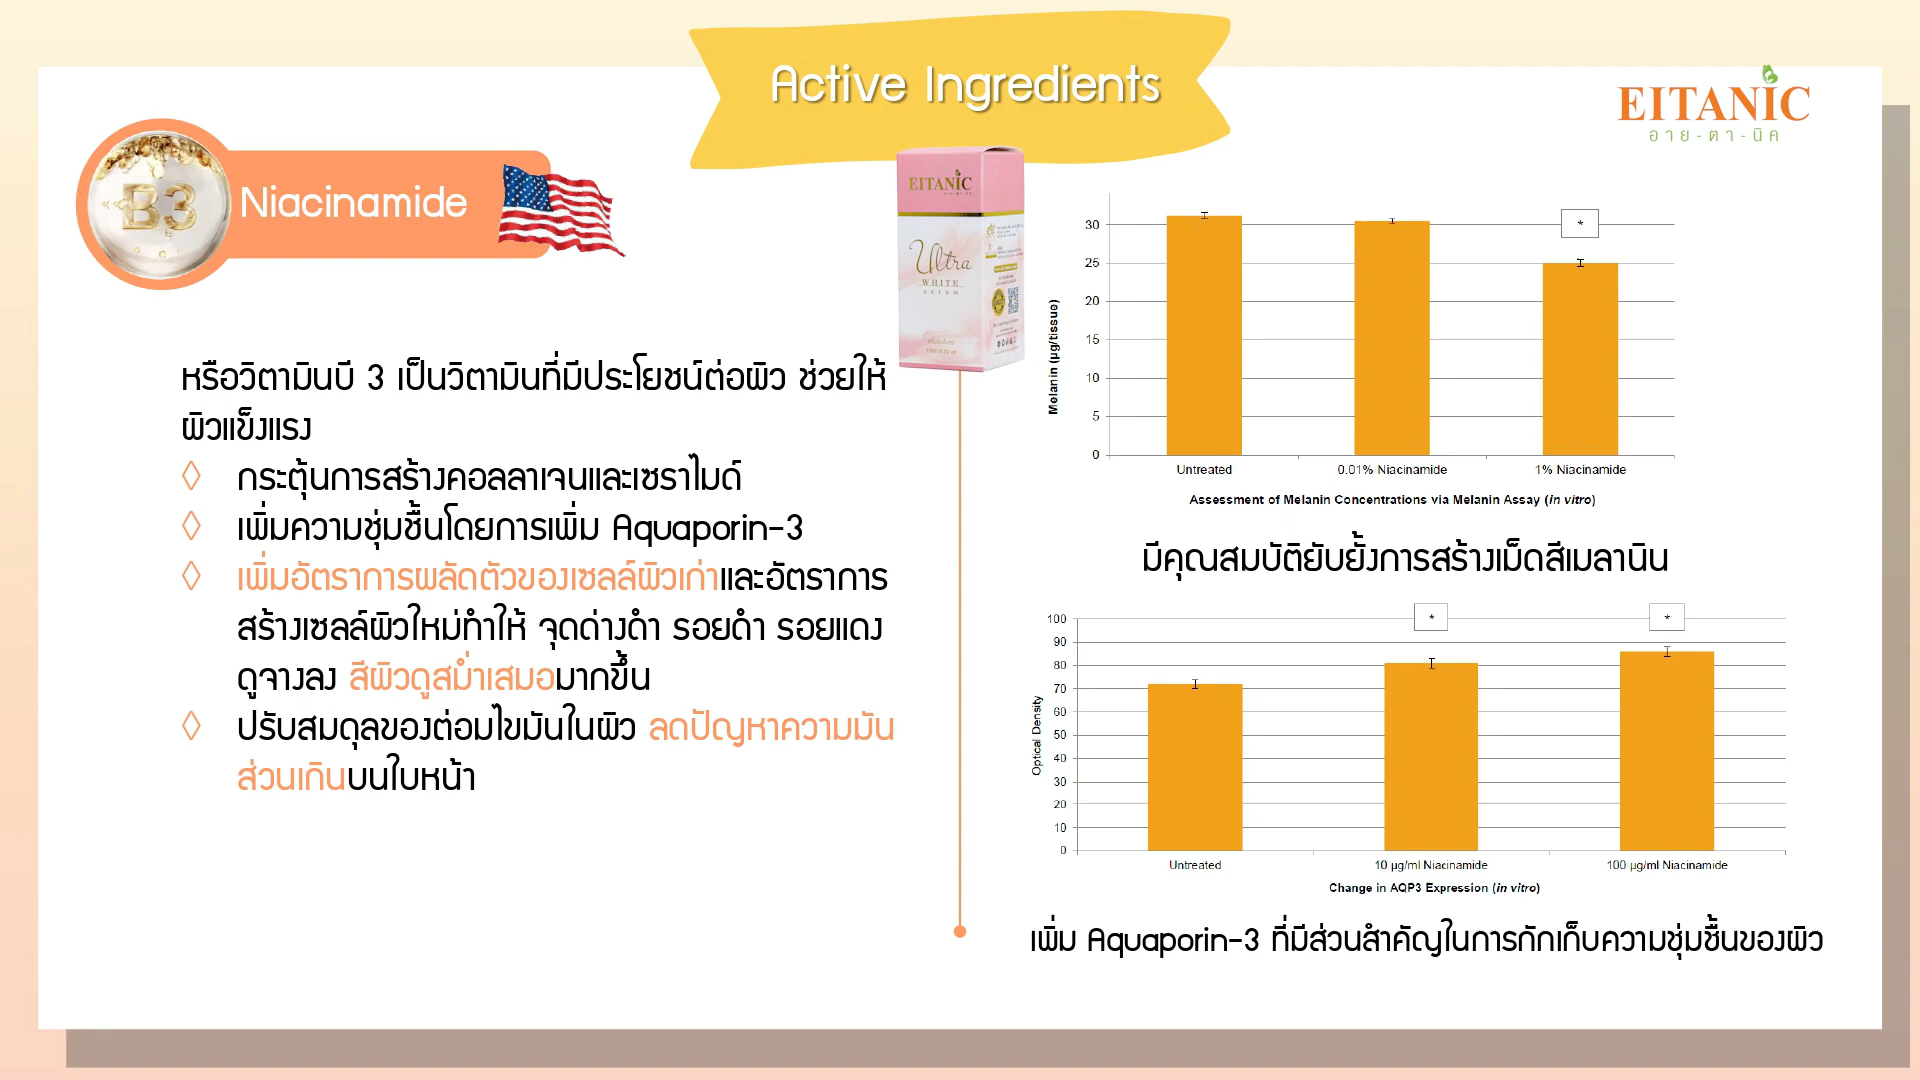 Active Ingredients
EITANIC
อาย-ตา-นิค
B3
Niacinamide
EITANIC
Ultra
WHITE
serum
หรือวิตามินบี 3 เป็นวิตามินที่มีประโยชน์ต่อผิว ช่วยให้
ผิวแข็งแรง
◊ กระตุ้นการสร้างคอลลาเจนและเซราไมด์
◊ เพิ่มความชุ่มชื้นโดยการเพิ่ม Aquaporin-3
◊ เพิ่มอัตราการผลัดตัวของเซลล์ผิวเก่าและอัตราการ
สร้างเซลล์ผิวใหม่ทำให้ จุดด่างดำ รอยดำ รอยแดง
ดูจางลง สีผิวดูสม่ำเสมอมากขึ้น
◊ ปรับสมดุลของต่อมไขมันในผิว ลดปัญหาความมัน
ส่วนเกินบนใบหน้า
Melanin (µg/tissue)
30
25
20
15
10
5
0
*
Untreated 0.01% Niacinamide 1% Niacinamide
Assessment of Melanin Concentrations via Melanin Assay (in vitro)
มีคุณสมบัติยับยั้งการสร้างเม็ดสีเมลานิน
Optical Density
100
90
80
70
60
50
40
30
20
10
0
* *
Untreated 10 µg/ml Niacinamide 100 µg/ml Niacinamide
Change in AQP3 Expression (in vitro)
เพิ่ม Aquaporin-3 ที่มีส่วนสำคัญในการกักเก็บความชุ่มชื้นของผิว